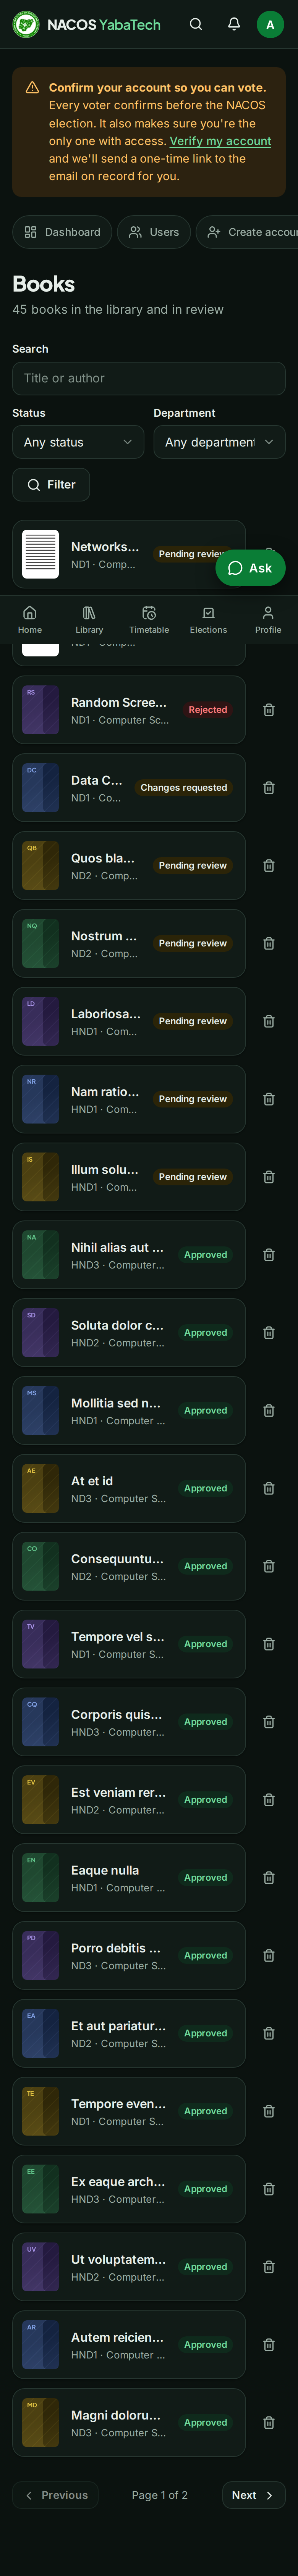 NACOS YabaTech
A
Confirm your account so you can vote.
Every voter confirms before the NACOS
election. It also makes sure you're the
only one with access. Verify my account
and we'll send a one-time link to the
email on record for you.
Dashboard
Users
Create accoun
Books
45 books in the library and in review
Search
Title or author
Status
Department
Any status
Any department
Filter
Networks...
ND1 · Comp...
Pending review
Ask
Home
Library
Timetable
Elections
Profile
RS
Random Scree...
ND1 · Computer Sc...
Rejected
DC
Data C...
ND1 · Co...
Changes requested
QB
Quos bla...
ND2 · Comp...
Pending review
NQ
Nostrum ...
ND2 · Comp...
Pending review
LD
Laboriosa...
HND1 · Com...
Pending review
NR
Nam ratio...
HND1 · Com...
Pending review
IS
Illum solu...
HND1 · Com...
Pending review
NA
Nihil alias aut ...
HND3 · Computer...
Approved
SD
Soluta dolor c...
HND2 · Computer...
Approved
MS
Mollitia sed n...
HND1 · Computer ...
Approved
AE
At et id
ND3 · Computer S...
Approved
CO
Consequuntu...
ND2 · Computer S...
Approved
TV
Tempore vel s...
ND1 · Computer S...
Approved
CQ
Corporis quis...
HND3 · Computer...
Approved
EV
Est veniam rer...
HND2 · Computer...
Approved
EN
Eaque nulla
HND1 · Computer ...
Approved
PD
Porro debitis ...
ND3 · Computer S...
Approved
EA
Et aut pariatur...
ND2 · Computer S...
Approved
TE
Tempore even...
ND1 · Computer S...
Approved
EE
Ex eaque arch...
HND3 · Computer...
Approved
UV
Ut voluptatem...
HND2 · Computer...
Approved
AR
Autem reicien...
HND1 · Computer ...
Approved
MD
Magni doloru...
ND3 · Computer S...
Approved
Previous
Page 1 of 2
Next